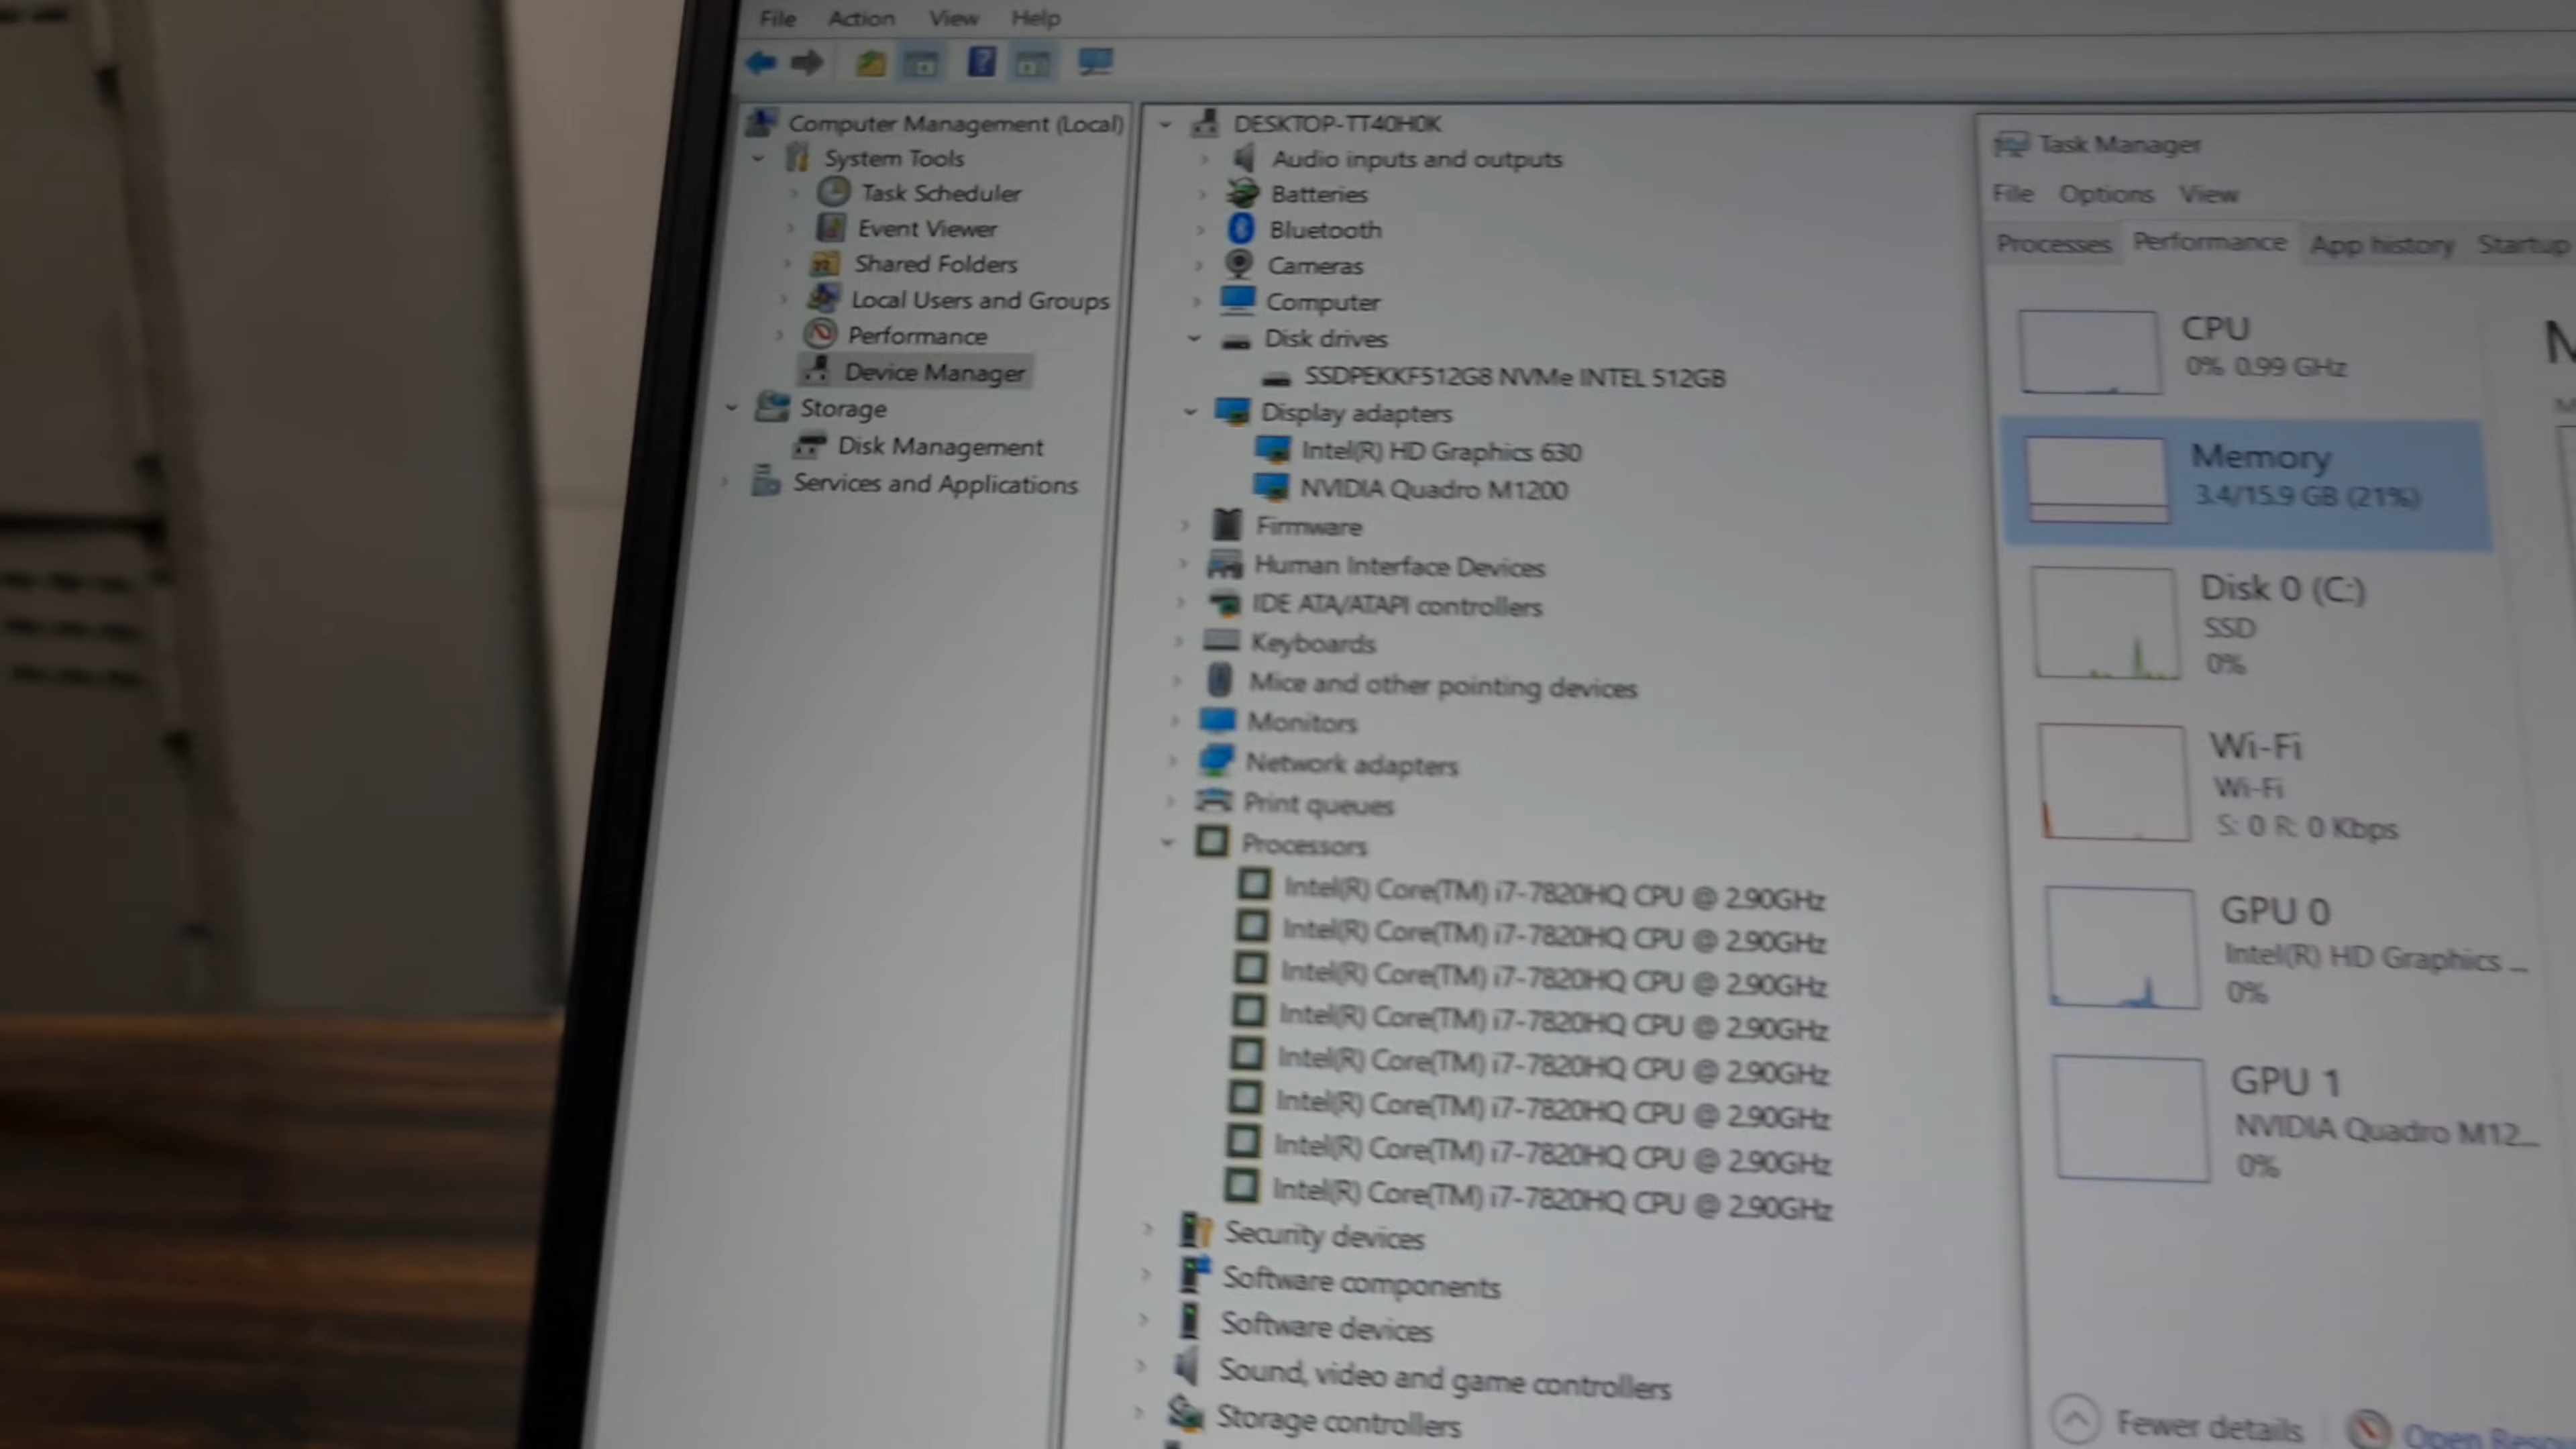 File Action View Help
Computer Management (Local)
System Tools
Task Scheduler
Event Viewer
Shared Folders
Local Users and Groups
Performance
Device Manager
Storage
Disk Management
Services and Applications
DESKTOP-TT40H0K
Audio inputs and outputs
Batteries
Bluetooth
Cameras
Computer
Disk drives
SSDPEKKF512G8 NVMe INTEL 512GB
Display adapters
Intel(R) HD Graphics 630
NVIDIA Quadro M1200
Firmware
Human Interface Devices
IDE ATA/ATAPI controllers
Keyboards
Mice and other pointing devices
Monitors
Network adapters
Print queues
Processors
Intel(R) Core(TM) i7-7820HQ CPU @ 2.90GHz
Intel(R) Core(TM) i7-7820HQ CPU @ 2.90GHz
Intel(R) Core(TM) i7-7820HQ CPU @ 2.90GHz
Intel(R) Core(TM) i7-7820HQ CPU @ 2.90GHz
Intel(R) Core(TM) i7-7820HQ CPU @ 2.90GHz
Intel(R) Core(TM) i7-7820HQ CPU @ 2.90GHz
Intel(R) Core(TM) i7-7820HQ CPU @ 2.90GHz
Intel(R) Core(TM) i7-7820HQ CPU @ 2.90GHz
Security devices
Software components
Software devices
Sound, video and game controllers
Storage controllers
Task Manager
File Options View
Processes Performance App history Startup
CPU
0% 0.99 GHz
Memory
3.4/15.9 GB (21%)
Disk 0 (C:)
SSD
0%
Wi-Fi
Wi-Fi
S: 0 R: 0 Kbps
GPU 0
Intel(R) HD Graphics ...
0%
GPU 1
NVIDIA Quadro M12...
0%
Fewer details
Open